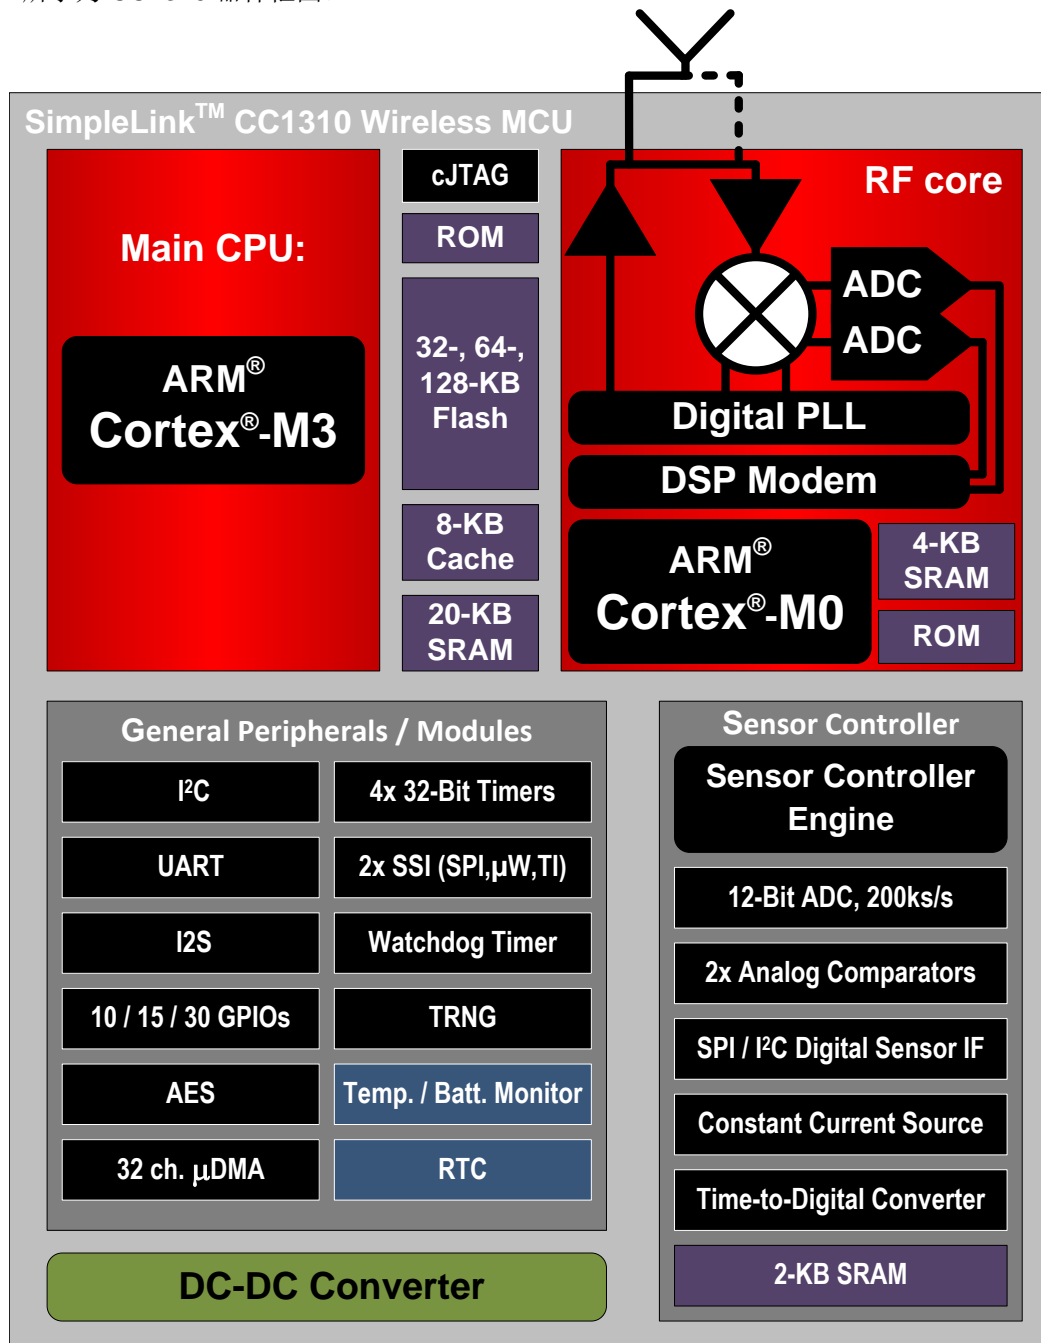 SimpleLink™ CC1310 Wireless MCU
Main CPU:
ARM®
Cortex®-M3
cJTAG
ROM
32-, 64-,
128-KB
Flash
8-KB
Cache
20-KB
SRAM
RF core
ADC
ADC
Digital PLL
DSP Modem
ARM®
Cortex®-M0
4-KB
SRAM
ROM
General Peripherals / Modules
I²C
4x 32-Bit Timers
UART
2x SSI (SPI,µW,TI)
I2S
Watchdog Timer
10 / 15 / 30 GPIOs
TRNG
AES
Temp. / Batt. Monitor
32 ch. µDMA
RTC
Sensor Controller
Sensor Controller
Engine
12-Bit ADC, 200ks/s
2x Analog Comparators
SPI / I²C Digital Sensor IF
Constant Current Source
Time-to-Digital Converter
2-KB SRAM
DC-DC Converter